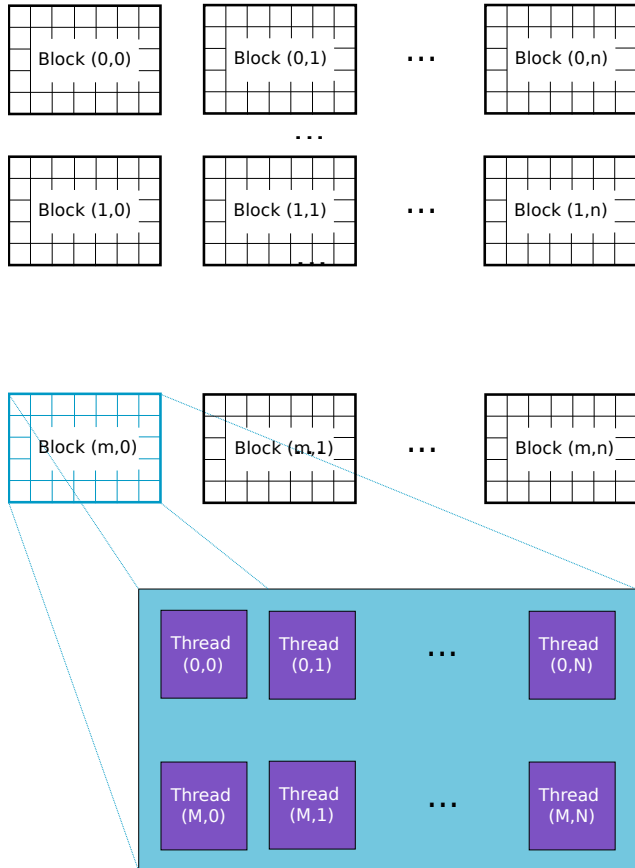 Block (0,0) Block (0,1) ... Block (0,n)
...
Block (1,0) Block (1,1) ... Block (1,n)
...
Block (m,0) Block (m,1) ... Block (m,n)
...
Thread Thread ... Thread
(0,0) (0,1) (0,N)
Thread Thread ... Thread
(M,0) (M,1) (M,N)